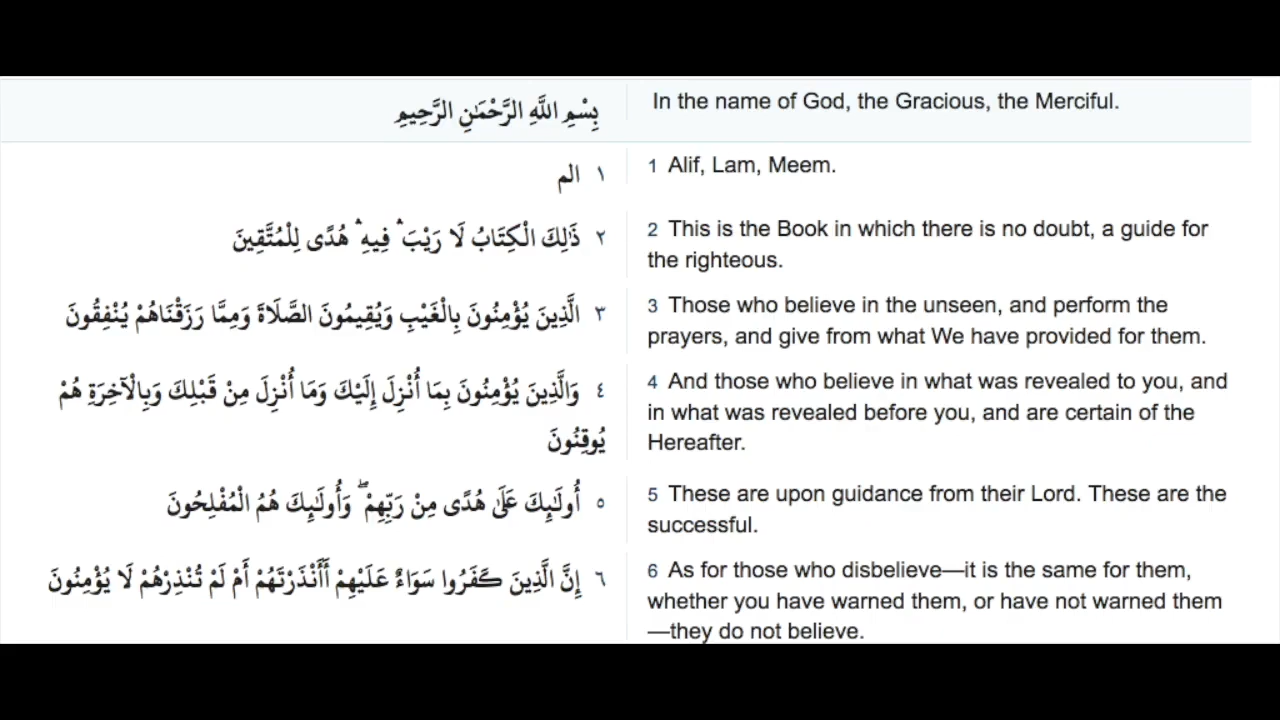 بِسْمِ اللَّهِ الرَّحْمَٰنِ الرَّحِيمِ
In the name of God, the Gracious, the Merciful.
١ الم
1 Alif, Lam, Meem.
٢ ذَٰلِكَ الْكِتَابُ لَا رَيْبَ ۛ فِيهِ ۛ هُدًى لِلْمُتَّقِينَ
2 This is the Book in which there is no doubt, a guide for
the righteous.
٣ الَّذِينَ يُؤْمِنُونَ بِالْغَيْبِ وَيُقِيمُونَ الصَّلَاةَ وَمِمَّا رَزَقْنَاهُمْ يُنْفِقُونَ
3 Those who believe in the unseen, and perform the
prayers, and give from what We have provided for them.
٤ وَالَّذِينَ يُؤْمِنُونَ بِمَا أُنْزِلَ إِلَيْكَ وَمَا أُنْزِلَ مِنْ قَبْلِكَ وَبِالْآخِرَةِ هُمْ
يُوقِنُونَ
4 And those who believe in what was revealed to you, and
in what was revealed before you, and are certain of the
Hereafter.
٥ أُولَٰئِكَ عَلَىٰ هُدًى مِنْ رَبِّهِمْ ۖ وَأُولَٰئِكَ هُمُ الْمُفْلِحُونَ
5 These are upon guidance from their Lord. These are the
successful.
٦ إِنَّ الَّذِينَ كَفَرُوا سَوَاءٌ عَلَيْهِمْ أَأَنْذَرْتَهُمْ أَمْ لَمْ تُنْذِرْهُمْ لَا يُؤْمِنُونَ
6 As for those who disbelieve—it is the same for them,
whether you have warned them, or have not warned them
—they do not believe.